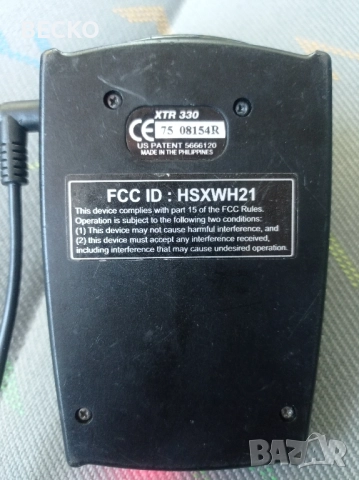 GECKO
XTR 330
CE 75 08154R
US PATENT 5666120
MADE IN THE PHILIPPINES
FCC ID : HSXWH21
This device complies with part 15 of the FCC Rules.
Operation is subject to the following two conditions:
(1) This device may not cause harmful interference, and
(2) this device must accept any interference received,
including interference that may cause undesired operation.
BAZAR